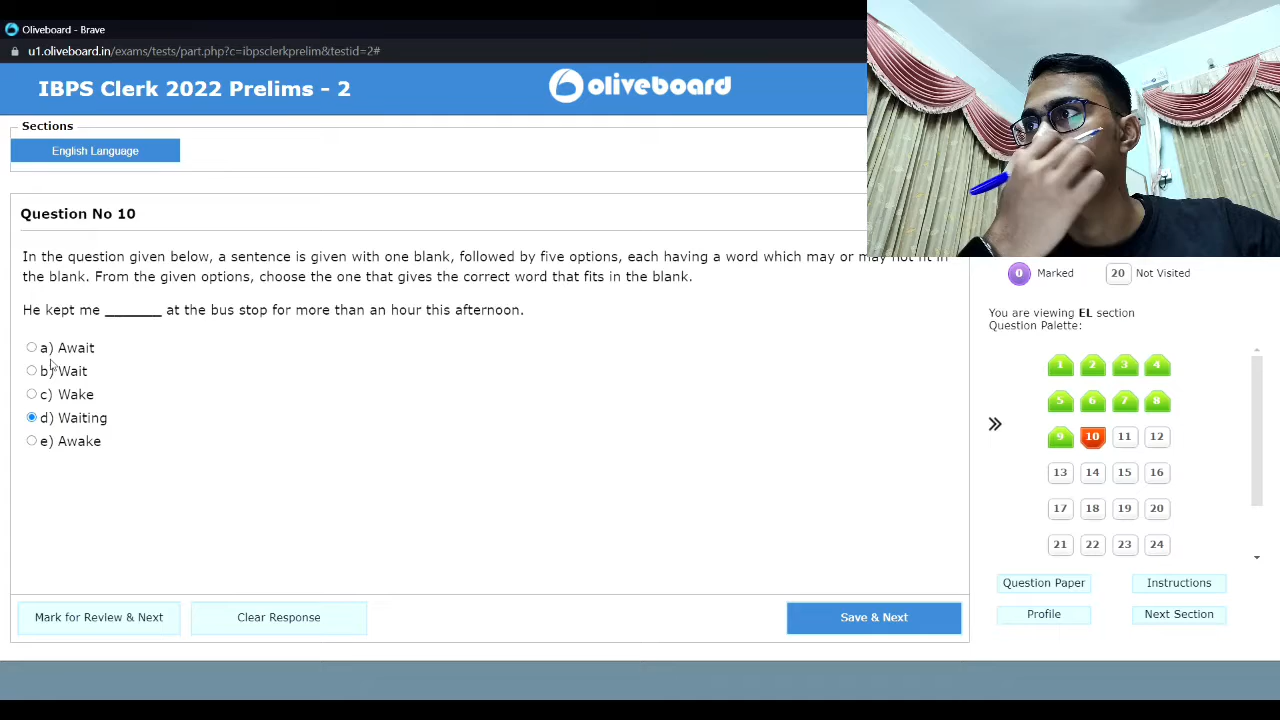 Oliveboard - Brave
u1.oliveboard.in/exams/tests/part.php?c=ibpsclerkprelim&testid=2#
IBPS Clerk 2022 Prelims - 2
oliveboard
Sections
English Language
Question No 10
In the question given below, a sentence is given with one blank, followed by five options, each having a word which may or may not fit in
the blank. From the given options, choose the one that gives the correct word that fits in the blank.
He kept me _______ at the bus stop for more than an hour this afternoon.
a) Await
b) Wait
c) Wake
d) Waiting
e) Awake
Mark for Review & Next
Clear Response
Save & Next
0 Marked 20 Not Visited
You are viewing EL section
Question Palette:
1 2 3 4
5 6 7 8
9 10 11 12
13 14 15 16
17 18 19 20
21 22 23 24
Question Paper Instructions
Profile Next Section